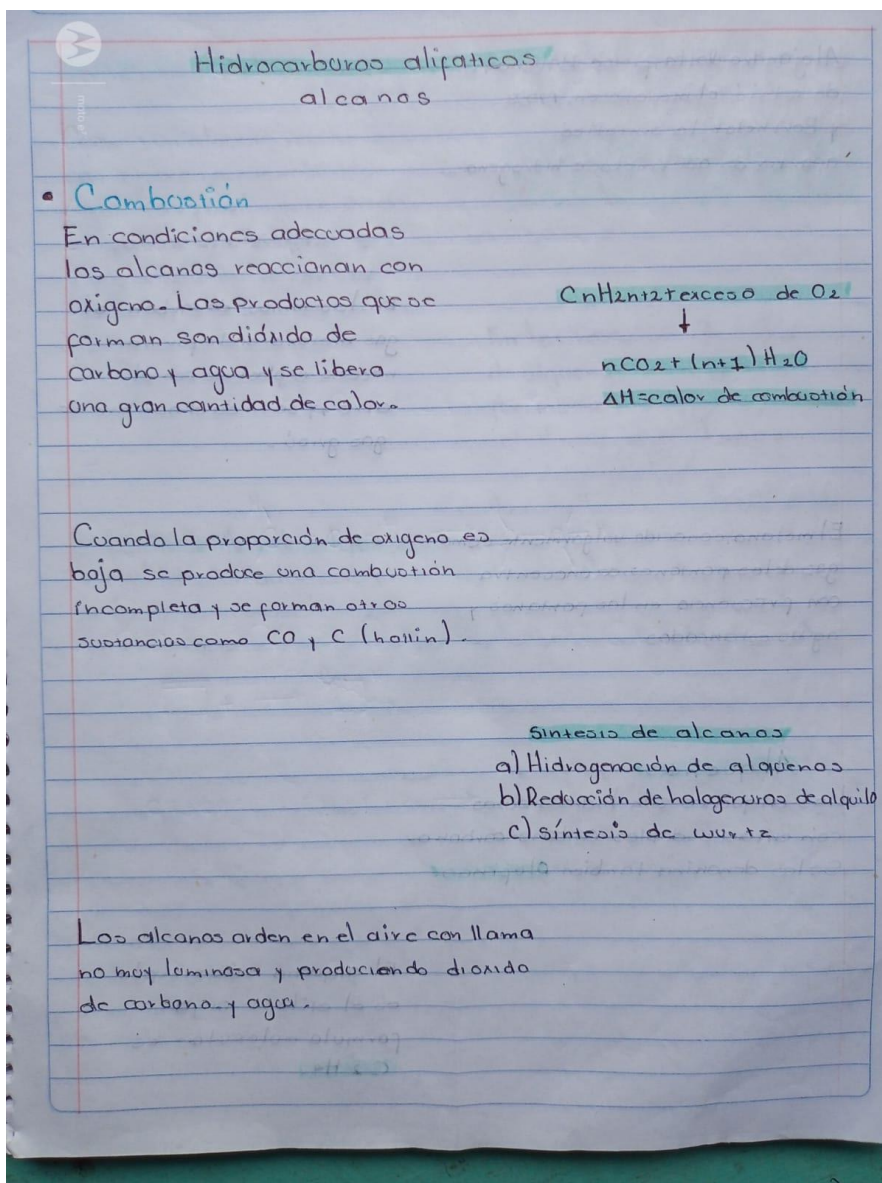 Hidrocarburos alifaticos
alcanos
• Combustión
En condiciones adecuadas
los alcanos reaccionan con
oxigeno. Los productos que se
forman son dióxido de
carbono y agua y se libera
una gran caintidad de calor.
CnH2n+2+exceso de O2
↓
nCO2+(n+1)H2O
ΔH=calor de combustión
Cuando la proporción de oxigeno es
baja se produce una combustión
incompleta y se forman otras
sustancias como CO y C (hollin).
Sintesis de alcanos
a) Hidrogenación de alquenos
b) Reducción de halogenuros de alquilo
c) síntesis de wurtz
Los alcanos arden en el aire con llama
no muy luminosa y produciendo dioxido
de carbono y agua.